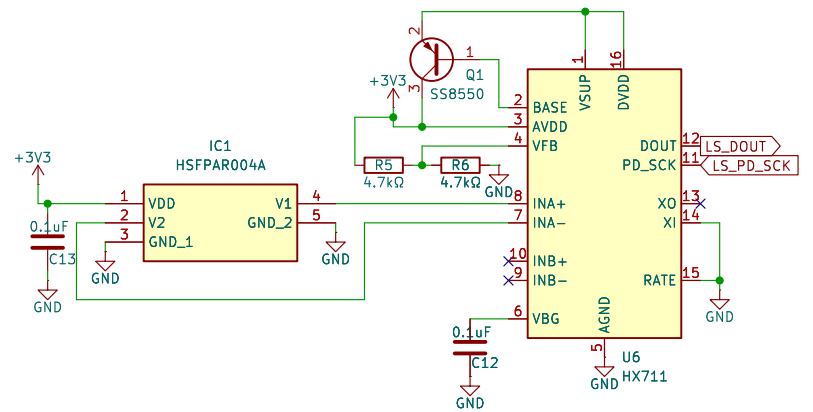 2
1
Q1
SS8550
3
+3V3
1
16
VSUP
DVDD
2
BASE
3
AVDD
4
VFB
DOUT
12
LS_DOUT
PD_SCK
11
LS_PD_SCK
R5
4.7kΩ
R6
4.7kΩ
GND
IC1
HSFPAR004A
+3V3
1
VDD
2
V2
3
GND_1
V1
4
GND_2
5
0.1uF
C13
GND
GND
GND
8
INA+
7
INA-
10
INB+
9
INB-
6
VBG
XO
13
XI
14
RATE
15
GND
AGND
5
GND
U6
HX711
0.1uF
C12
GND